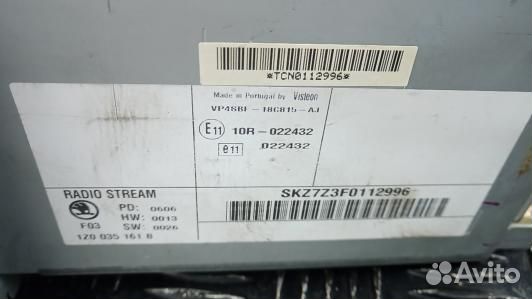 *TCN0112996*
Made in Portugal by Visteon
VP4SBF-18C815-AJ
E11 10R-022432
e11 022432
RADIO STREAM
SKZ7Z3F0112996
PD: 0606
HW: 0013
F03 SW: 0026
1Z0 035 161 B
Avito